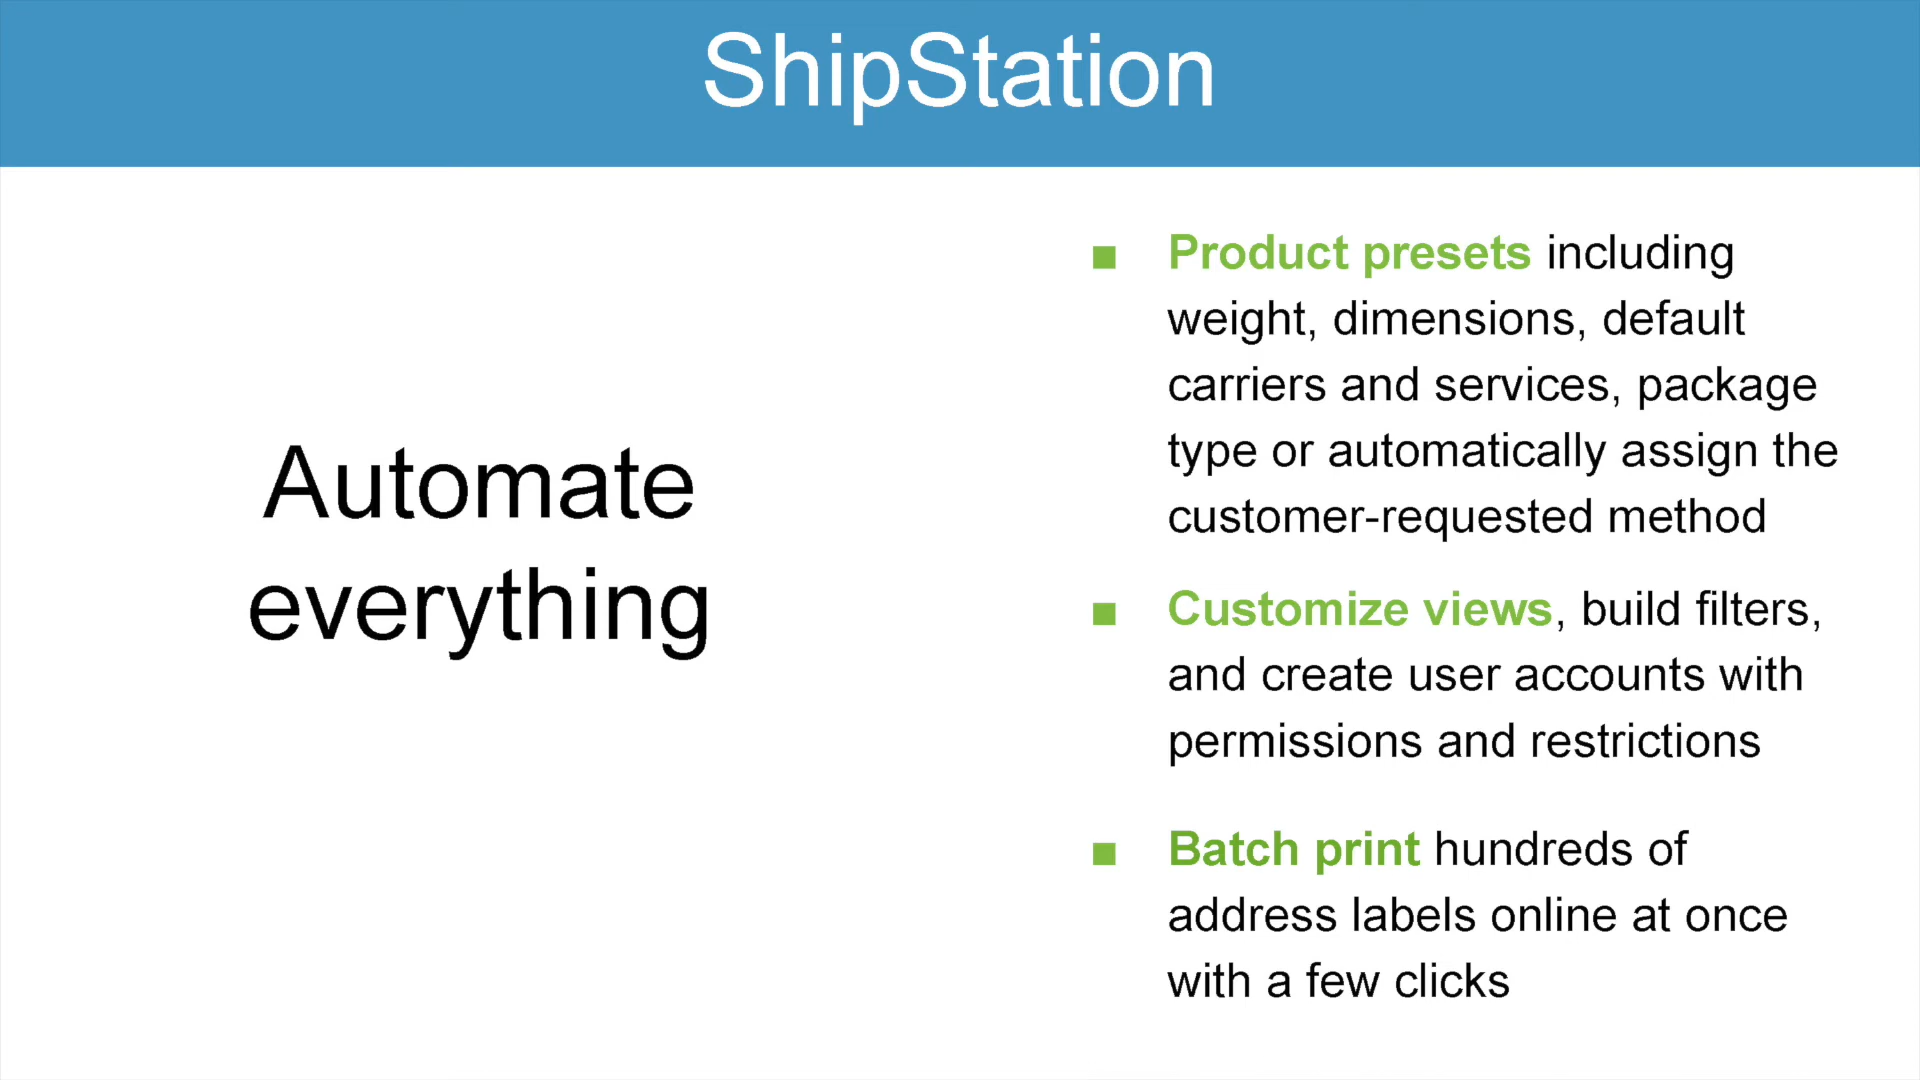 ShipStation
Automate
everything
■ Product presets including
weight, dimensions, default
carriers and services, package
type or automatically assign the
customer-requested method
■ Customize views, build filters,
and create user accounts with
permissions and restrictions
■ Batch print hundreds of
address labels online at once
with a few clicks